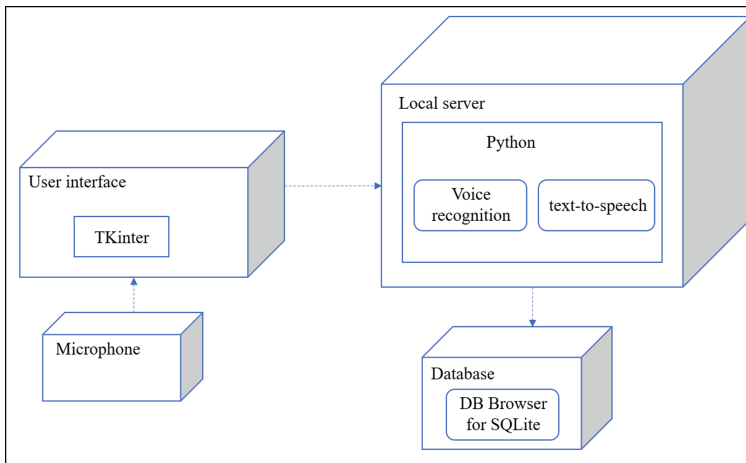 Local server
Python
Voice
recognition
text-to-speech
User interface
TKinter
Microphone
Database
DB Browser
for SQLite